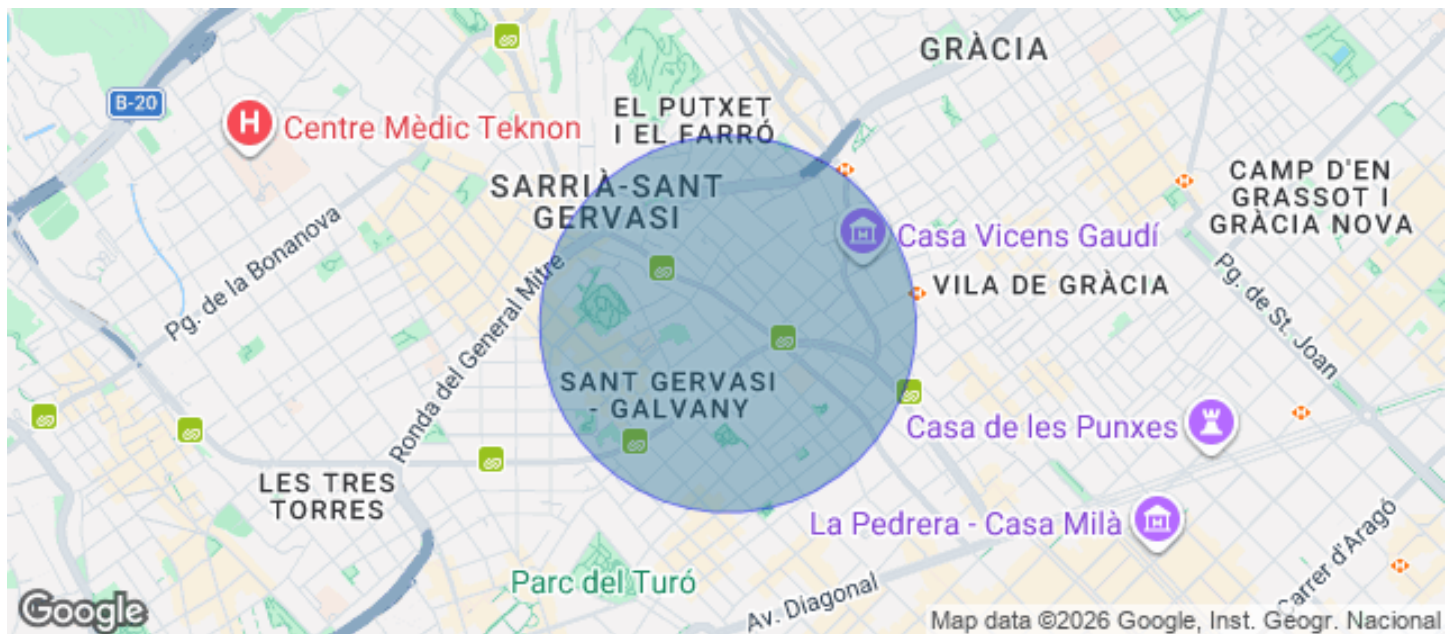 GRÀCIA
B-20
H
Centre Mèdic Teknon
EL PUTXET
I EL FARRÓ
SARRIÀ-SANT
GERVASI
CAMP D'EN
GRASSOT I
GRÀCIA NOVA
Casa Vicens Gaudí
Pg. de la Bonanova
VILA DE GRÀCIA
Pg. de St. Joan
Ronda del General Mitre
SANT GERVASI
- GALVANY
Casa de les Punxes
LES TRES
TORRES
La Pedrera - Casa Milà
Carrer d'Aragó
Parc del Turó
Av. Diagonal
Google
Map data ©2026 Google, Inst. Geogr. Nacional